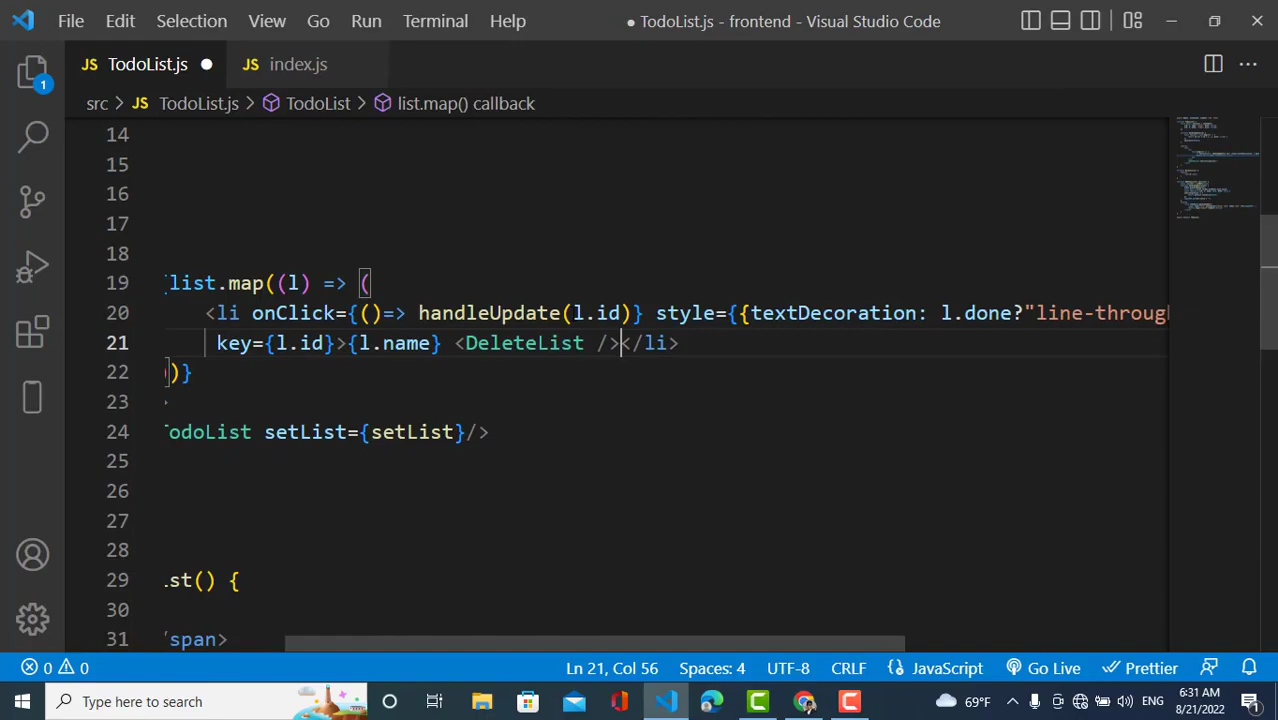 File Edit Selection View Go Run Terminal Help
● TodoList.js - frontend - Visual Studio Code
JS TodoList.js ● JS index.js
src > JS TodoList.js > TodoList > list.map() callback
14
15
16
17
18
19 {list.map((l) => (
20 <li onClick={()=> handleUpdate(l.id)} style={{textDecoration: l.done?"line-through
21 key={l.id}>{l.name} <DeleteList /></li>
22 ))}
23 >
24 TodoList setList={setList}/>
25
26
27
28
29 st() {
30
31 /span>
1
0 0 Ln 21, Col 56 Spaces: 4 UTF-8 CRLF JavaScript Go Live Prettier
Type here to search 69°F ENG 6:31 AM 8/21/2022 1